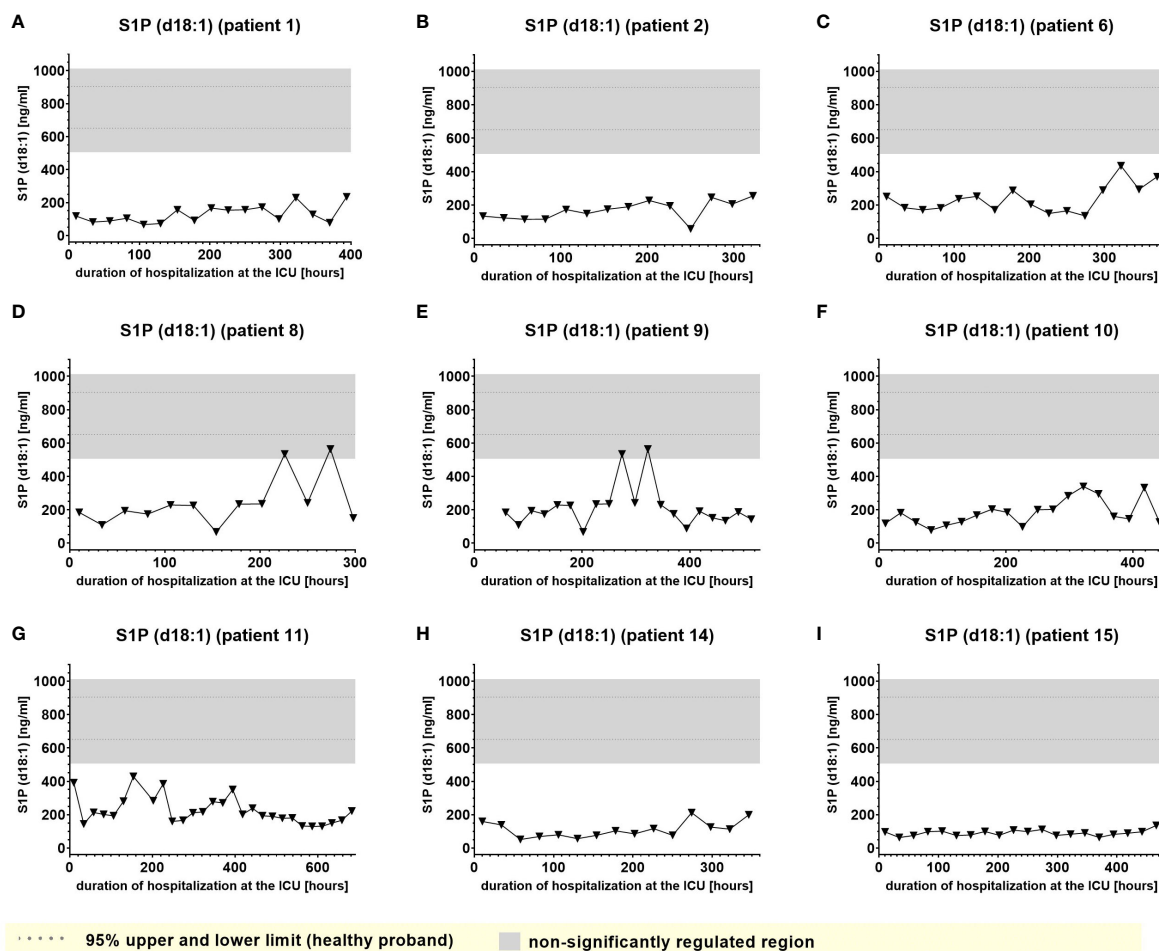 A
S1P (d18:1) (patient 1)
S1P (d18:1) [ng/ml]
1000
800
600
400
200
0
0 100 200 300 400
duration of hospitalization at the ICU [hours]
B
S1P (d18:1) (patient 2)
S1P (d18:1) [ng/ml]
1000
800
600
400
200
0
0 100 200 300
duration of hospitalization at the ICU [hours]
C
S1P (d18:1) (patient 6)
S1P (d18:1) [ng/ml]
1000
800
600
400
200
0
0 100 200 300
duration of hospitalization at the ICU [hours]
D
S1P (d18:1) (patient 8)
S1P (d18:1) [ng/ml]
1000
800
600
400
200
0
0 100 200 300
duration of hospitalization at the ICU [hours]
E
S1P (d18:1) (patient 9)
S1P (d18:1) [ng/ml]
1000
800
600
400
200
0
0 200 400
duration of hospitalization at the ICU [hours]
F
S1P (d18:1) (patient 10)
S1P (d18:1) [ng/ml]
1000
800
600
400
200
0
0 200 400
duration of hospitalization at the ICU [hours]
G
S1P (d18:1) (patient 11)
S1P (d18:1) [ng/ml]
1000
800
600
400
200
0
0 200 400 600
duration of hospitalization at the ICU [hours]
H
S1P (d18:1) (patient 14)
S1P (d18:1) [ng/ml]
1000
800
600
400
200
0
0 100 200 300
duration of hospitalization at the ICU [hours]
I
S1P (d18:1) (patient 15)
S1P (d18:1) [ng/ml]
1000
800
600
400
200
0
0 100 200 300 400
duration of hospitalization at the ICU [hours]
95% upper and lower limit (healthy proband)
non-significantly regulated region